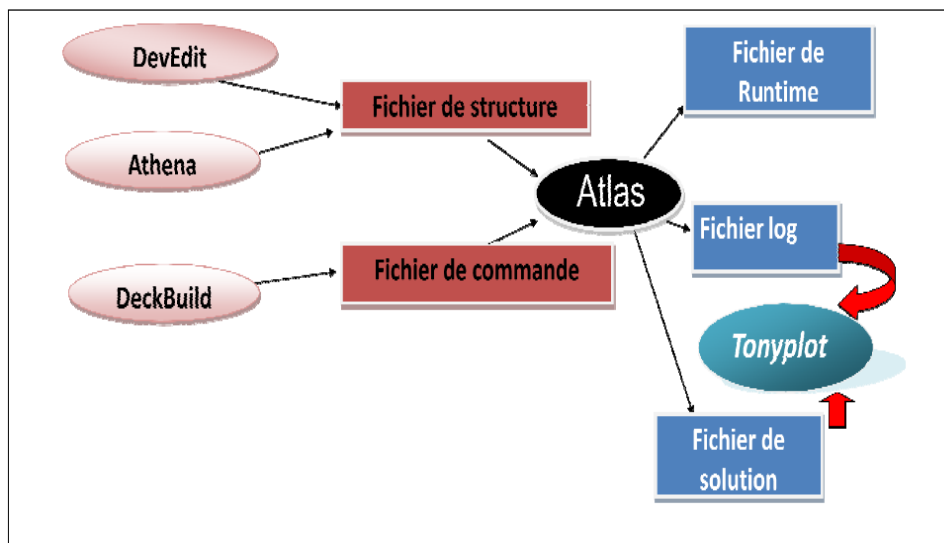 DevEdit
Fichier de
Runtime
Fichier de structure
Athena
Atlas
Fichier log
Fichier de commande
DeckBuild
Tonyplot
Fichier de
solution